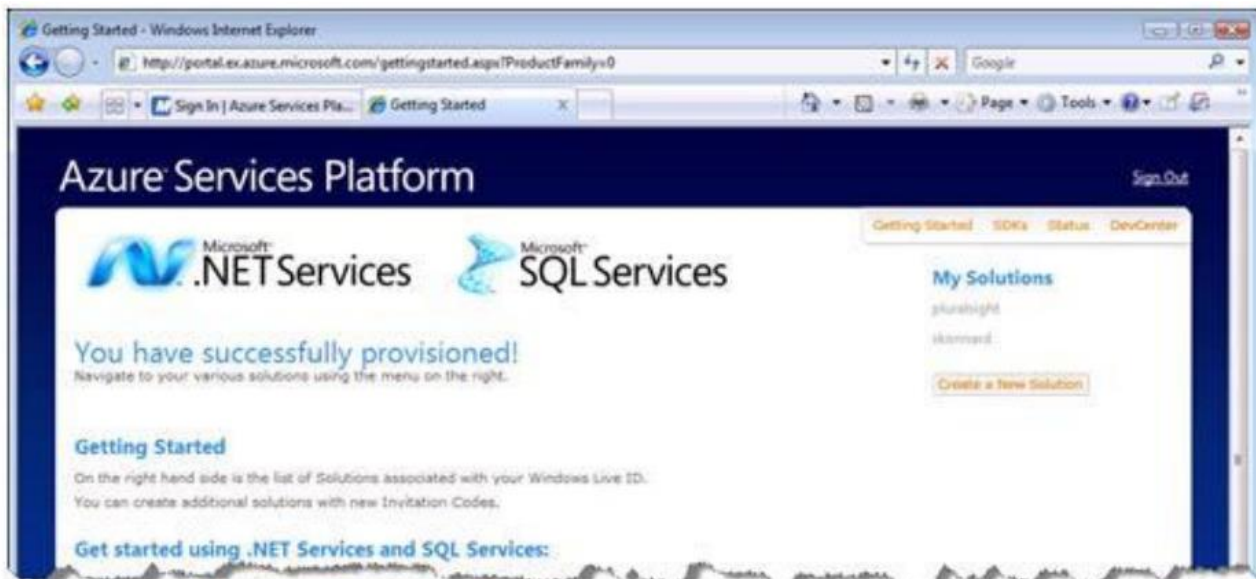 Getting Started - Windows Internet Explorer
http://portal.ex.azure.microsoft.com/gettingstarted.aspx?ProductFamily=0
Google
Sign In | Azure Services Pla...
Getting Started
Page
Tools
Azure Services Platform
Sign Out
Getting Started SDKs Status DevCenter
Microsoft
.NET Services
Microsoft
SQL Services
My Solutions
pluralsight
skonnard
Create a New Solution
You have successfully provisioned!
Navigate to your various solutions using the menu on the right.
Getting Started
On the right hand side is the list of Solutions associated with your Windows Live ID.
You can create additional solutions with new Invitation Codes.
Get started using .NET Services and SQL Services: